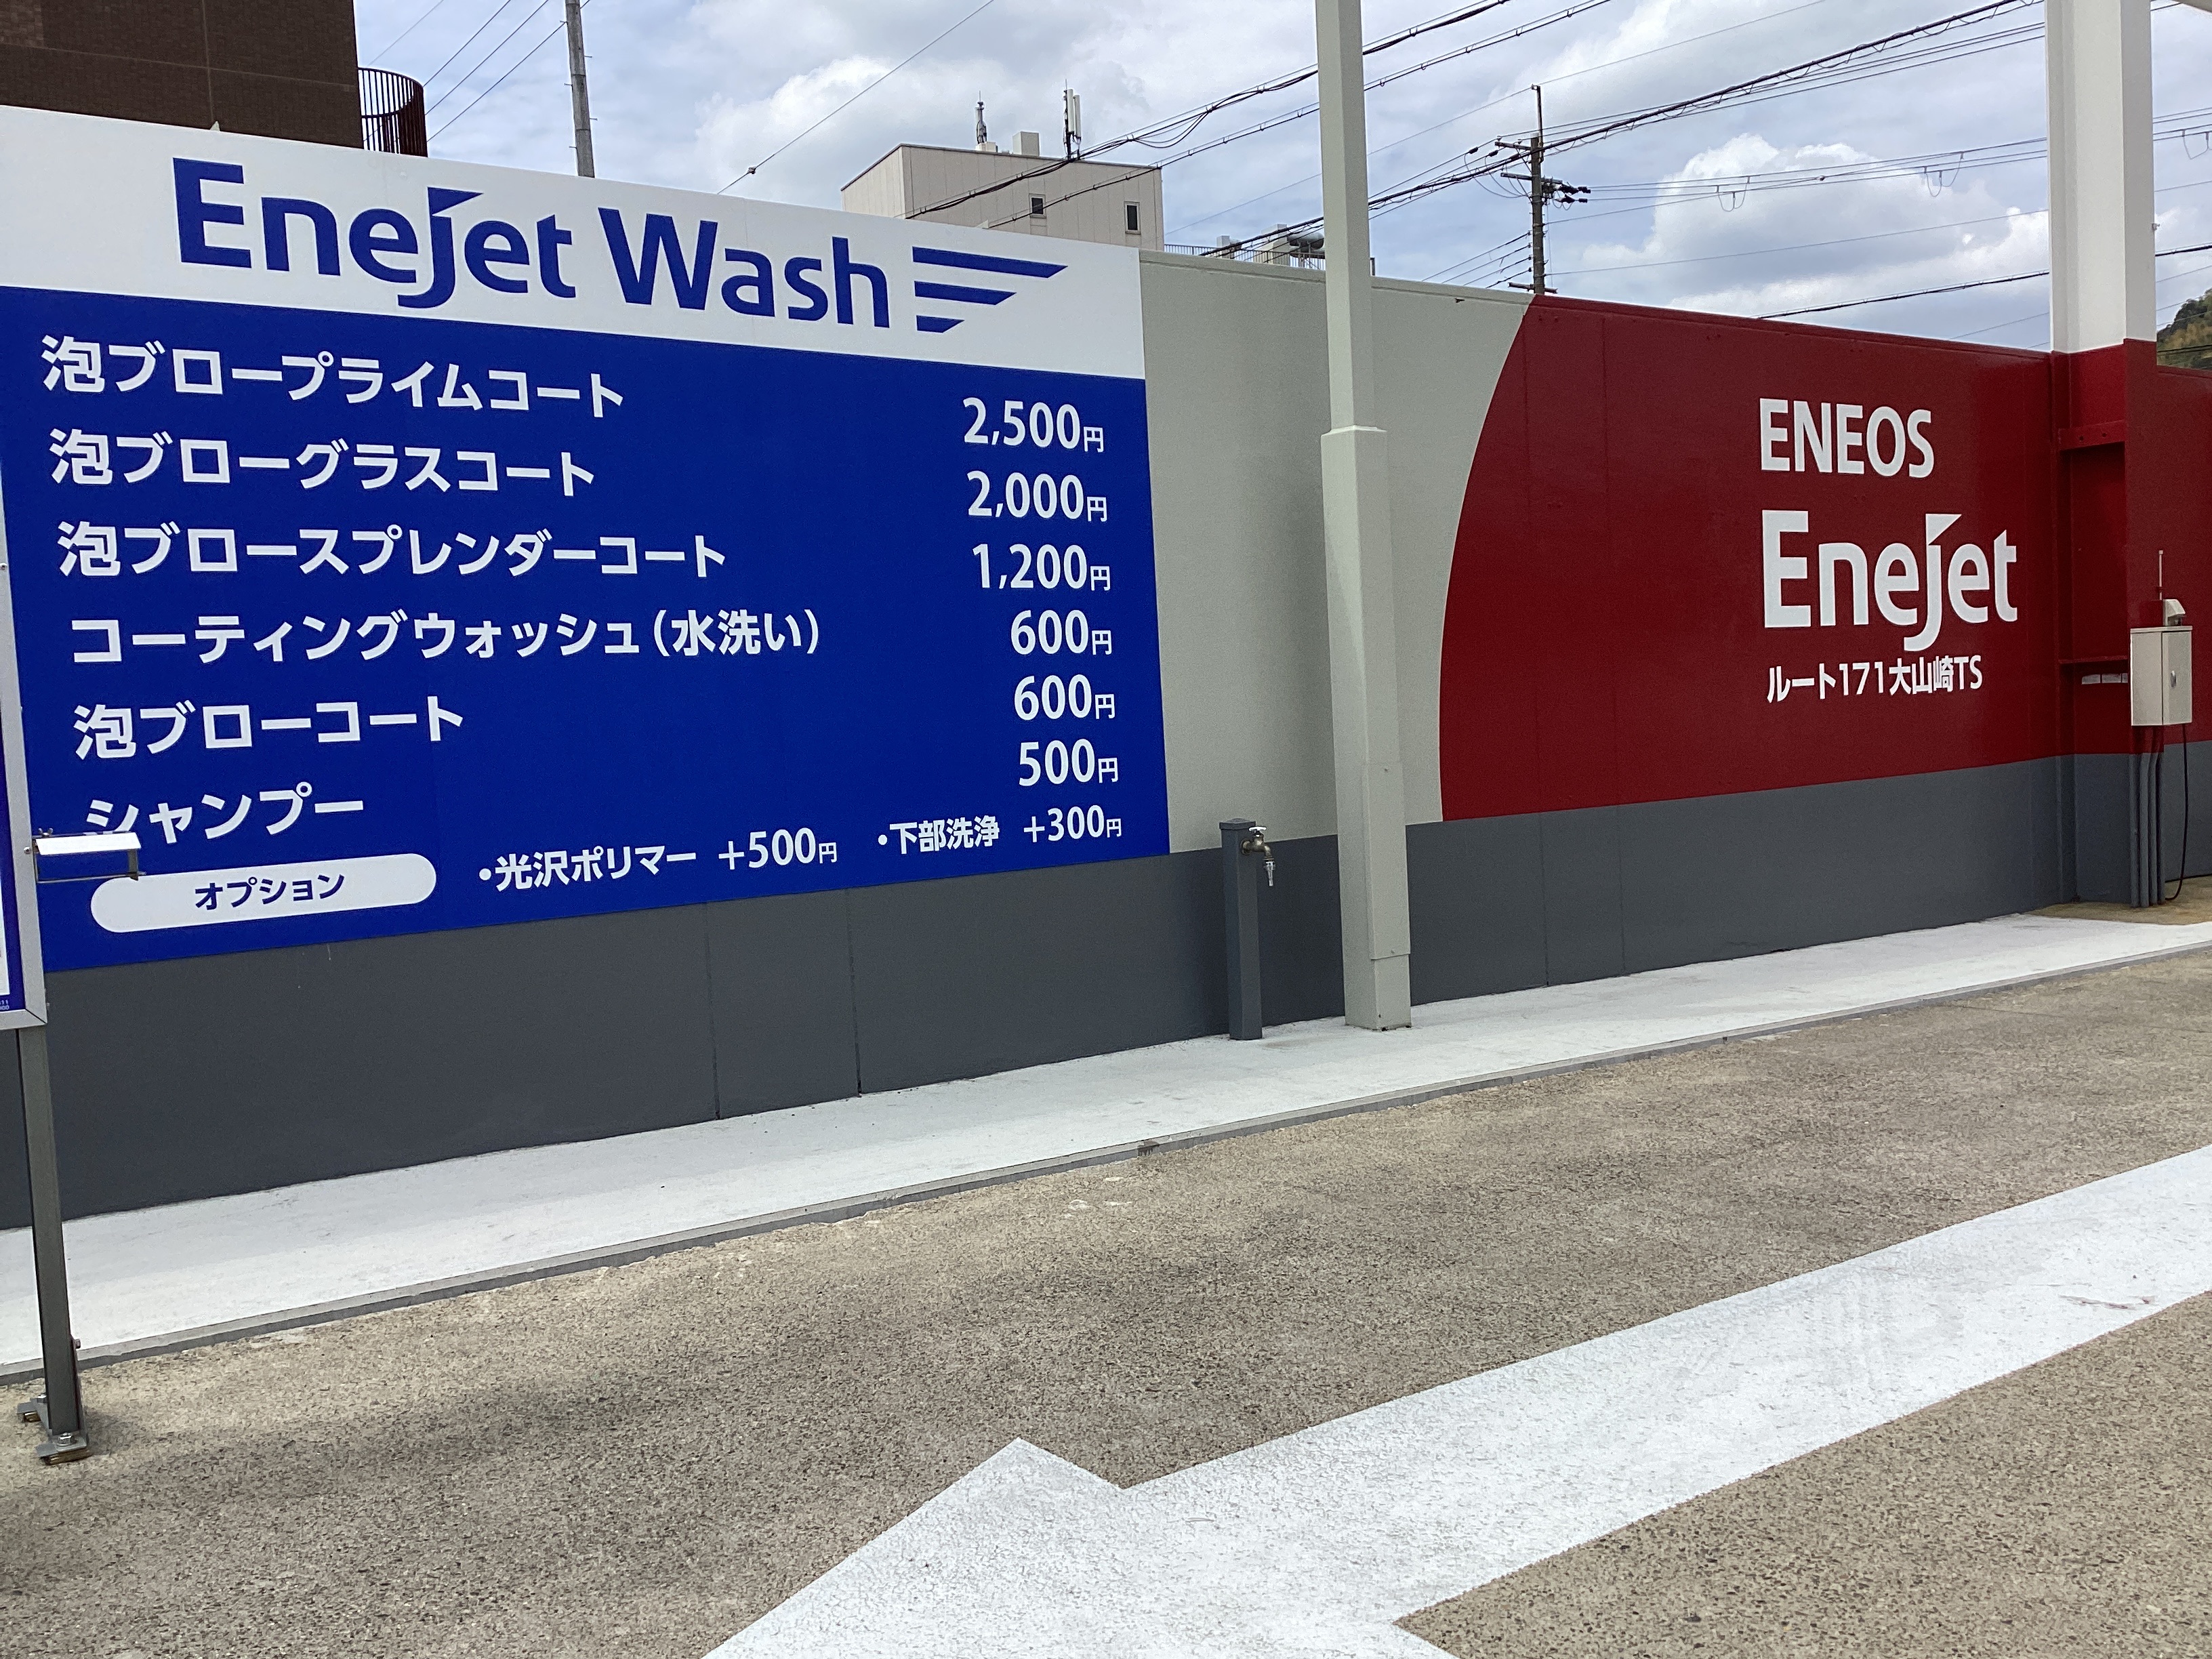 EneJet Wash
泡ブロープライムコート 2,500円
泡ブローグラスコート 2,000円
泡ブロースプレンダーコート 1,200円
コーティングウォッシュ(水洗い) 600円
泡ブローコート 600円
シャンプー 500円
オプション ・光沢ポリマー +500円 ・下部洗浄 +300円
ENEOS
EneJet
ルート171大山崎TS